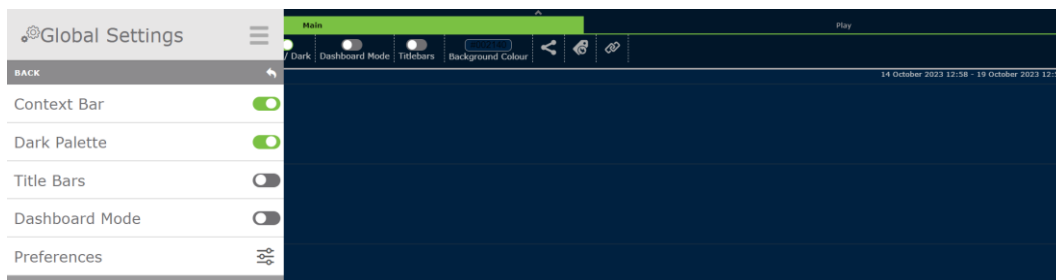 Global Settings
BACK
Context Bar
Dark Palette
Title Bars
Dashboard Mode
Preferences
Main
Play
/ Dark
Dashboard Mode
Titlebars
Background Colour
14 October 2023 12:58 - 19 October 2023 12: